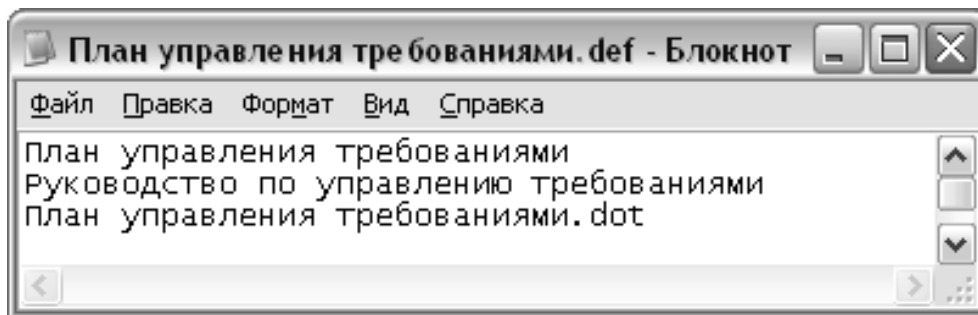 План управления требованиями.def - Блокнот
Файл Правка Формат Вид Справка
План управления требованиями
Руководство по управлению требованиями
План управления требованиями.dot